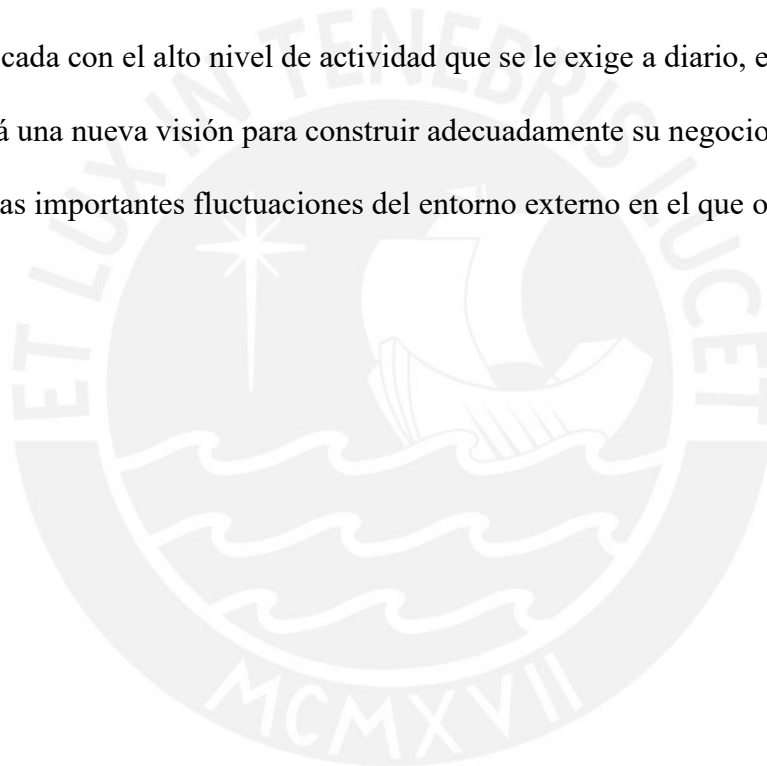 cada con el alto nivel de actividad que se le exige a diario, e
á una nueva visión para construir adecuadamente su negocio
as importantes fluctuaciones del entorno externo en el que o
ET LUX IN TENEBRIS LUCET
MCMXVII